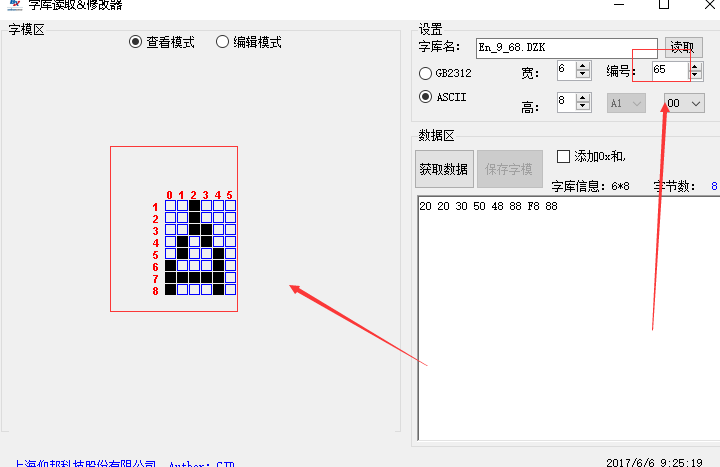 字库读取&修改器
字模区
查看模式 编辑模式
0 1 2 3 4 5
1
2
3
4
5
6
7
8
设置
字库名： En_9_68.DZK 读取
GB2312 宽： 6 编号： 65
ASCII 高： 8 A1 00
数据区
获取数据 保存字模 添加0x和,
字库信息：6*8 字节数： 8
20 20 30 50 48 88 F8 88
上海仰邦科技股份有限公司 Author：GJP
2017/6/6 9:25:19